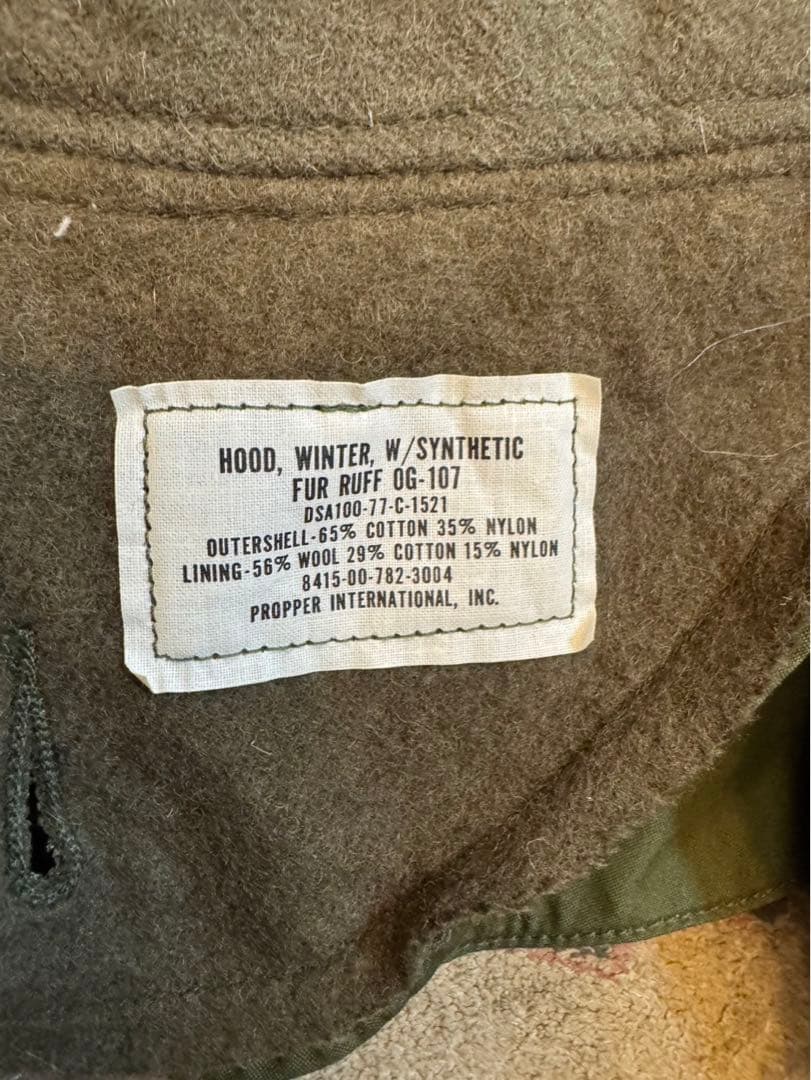 HOOD, WINTER, W/SYNTHETIC
FUR RUFF OG-107
DSA100-77-C-1521
OUTERSHELL-65% COTTON 35% NYLON
LINING-56% WOOL 29% COTTON 15% NYLON
8415-00-782-3004
PROPPER INTERNATIONAL, INC.